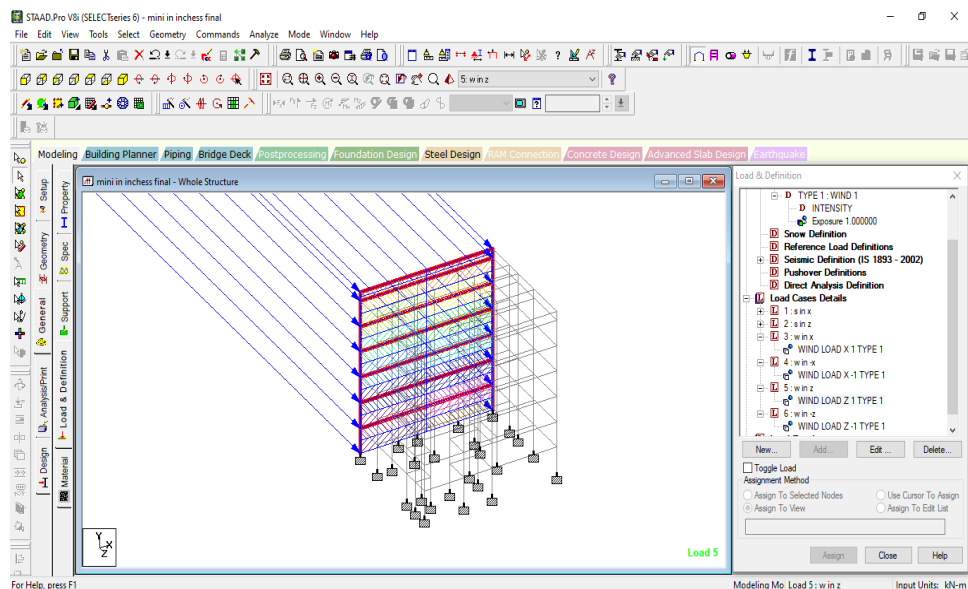 STAAD.Pro V8i (SELECTseries 6) - mini in inchess final
File Edit View Tools Select Geometry Commands Analyze Mode Window Help
5: w in z
Modeling Building Planner Piping Bridge Deck Postprocessing Foundation Design Steel Design RAM Connection Concrete Design Advanced Slab Design Earthquake
Setup
Geometry
General
Analysis/Print
Design
Property
Spec
Support
Load & Definition
Material
mini in inchess final - Whole Structure
Y
X
Z
Load 5
Load & Definition
D TYPE 1 : WIND 1
D INTENSITY
Exposure 1.000000
D Snow Definition
D Reference Load Definitions
D Seismic Definition (IS 1893 - 2002)
D Pushover Definitions
D Direct Analysis Definition
L Load Cases Details
L 1 : s in x
L 2 : s in z
L 3 : w in x
WIND LOAD X 1 TYPE 1
L 4 : w in -x
WIND LOAD X -1 TYPE 1
L 5 : w in z
WIND LOAD Z 1 TYPE 1
L 6 : w in -z
WIND LOAD Z -1 TYPE 1
New... Add... Edit ... Delete...
Toggle Load
Assignment Method
Assign To Selected Nodes Use Cursor To Assign
Assign To View Assign To Edit List
Assign Close Help
For Help, press F1 Modeling Mo Load 5 : w in z Input Units: kN-m